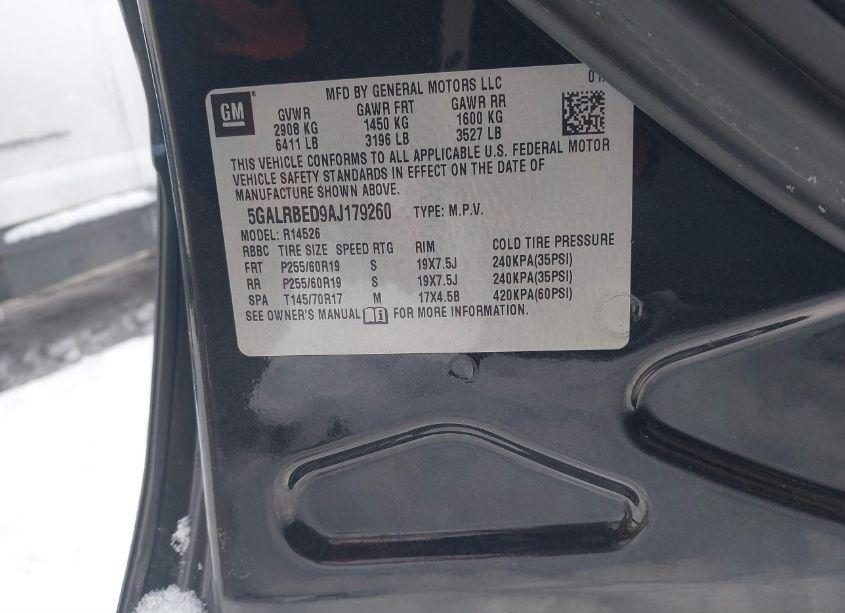 MFD BY GENERAL MOTORS LLC
GM
GVWR GAWR FRT GAWR RR
2908 KG 1450 KG 1600 KG
6411 LB 3196 LB 3527 LB
THIS VEHICLE CONFORMS TO ALL APPLICABLE U.S. FEDERAL MOTOR
VEHICLE SAFETY STANDARDS IN EFFECT ON THE DATE OF
MANUFACTURE SHOWN ABOVE.
5GALRBED9AJ179260 TYPE: M.P.V.
MODEL: R14526
RBBC TIRE SIZE SPEED RTG RIM COLD TIRE PRESSURE
FRT P255/60R19 S 19X7.5J 240KPA(35PSI)
RR P255/60R19 S 19X7.5J 240KPA(35PSI)
SPA T145/70R17 M 17X4.5B 420KPA(60PSI)
SEE OWNER'S MANUAL FOR MORE INFORMATION.